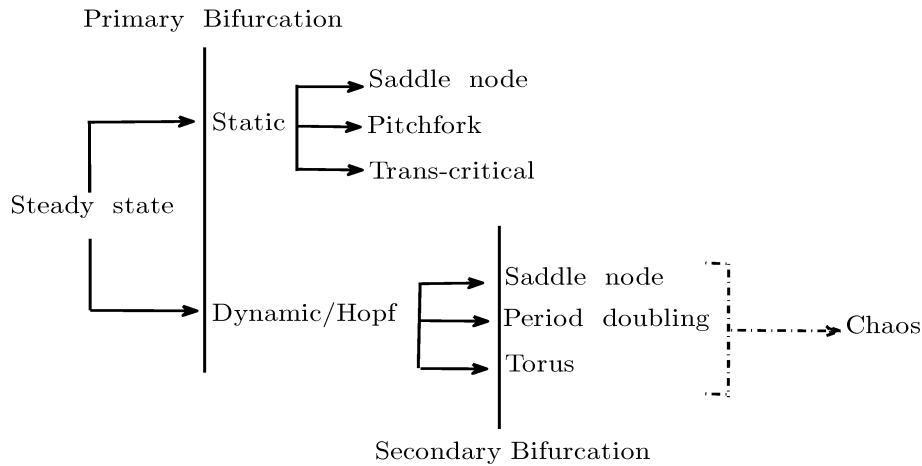 Primary Bifurcation
Saddle node
Static
Pitchfork
Trans-critical
Steady state
Saddle node
Dynamic/Hopf
Period doubling
Chaos
Torus
Secondary Bifurcation